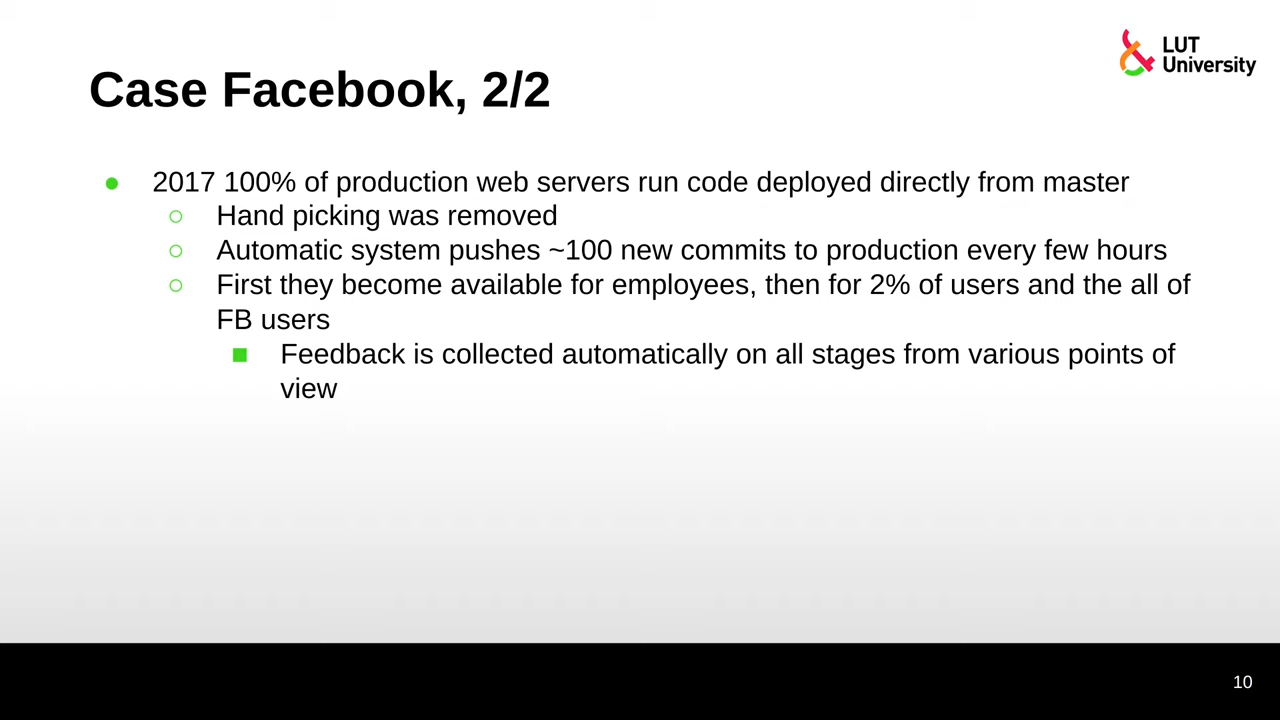 LUT
University
Case Facebook, 2/2
● 2017 100% of production web servers run code deployed directly from master
○ Hand picking was removed
○ Automatic system pushes ~100 new commits to production every few hours
○ First they become available for employees, then for 2% of users and the all of
FB users
■ Feedback is collected automatically on all stages from various points of
view
10